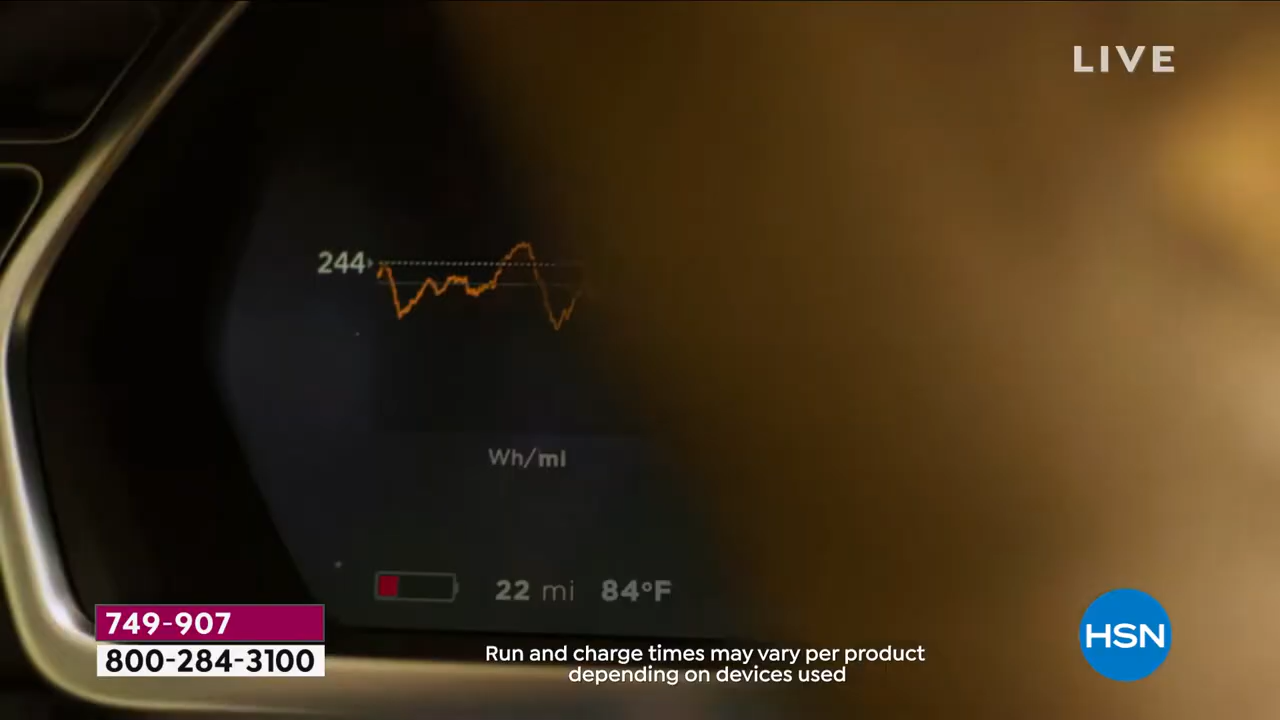 LIVE
244
Wh/ml
22 mi 84°F
749-907
800-284-3100
Run and charge times may vary per product
depending on devices used
HSN